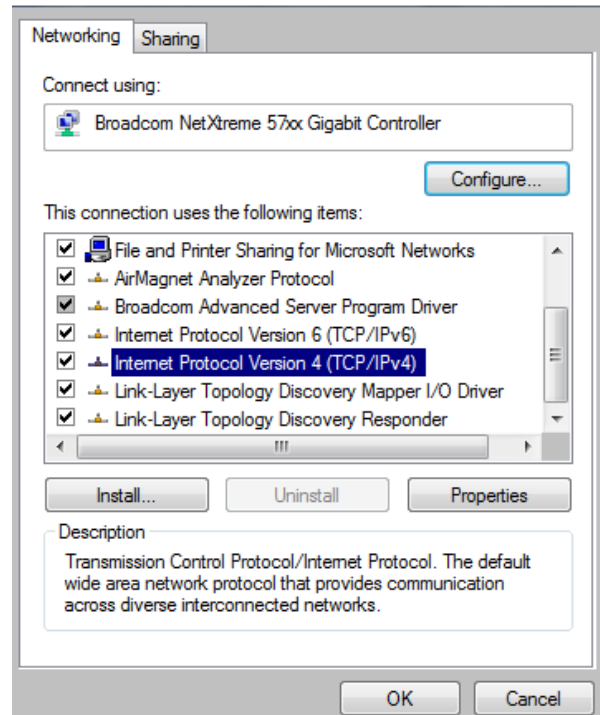 Networking
Sharing
Connect using:
Broadcom NetXtreme 57xx Gigabit Controller
Configure...
This connection uses the following items:
File and Printer Sharing for Microsoft Networks
AirMagnet Analyzer Protocol
Broadcom Advanced Server Program Driver
Internet Protocol Version 6 (TCP/IPv6)
Internet Protocol Version 4 (TCP/IPv4)
Link-Layer Topology Discovery Mapper I/O Driver
Link-Layer Topology Discovery Responder
Install...
Uninstall
Properties
Description
Transmission Control Protocol/Internet Protocol. The default
wide area network protocol that provides communication
across diverse interconnected networks.
OK
Cancel